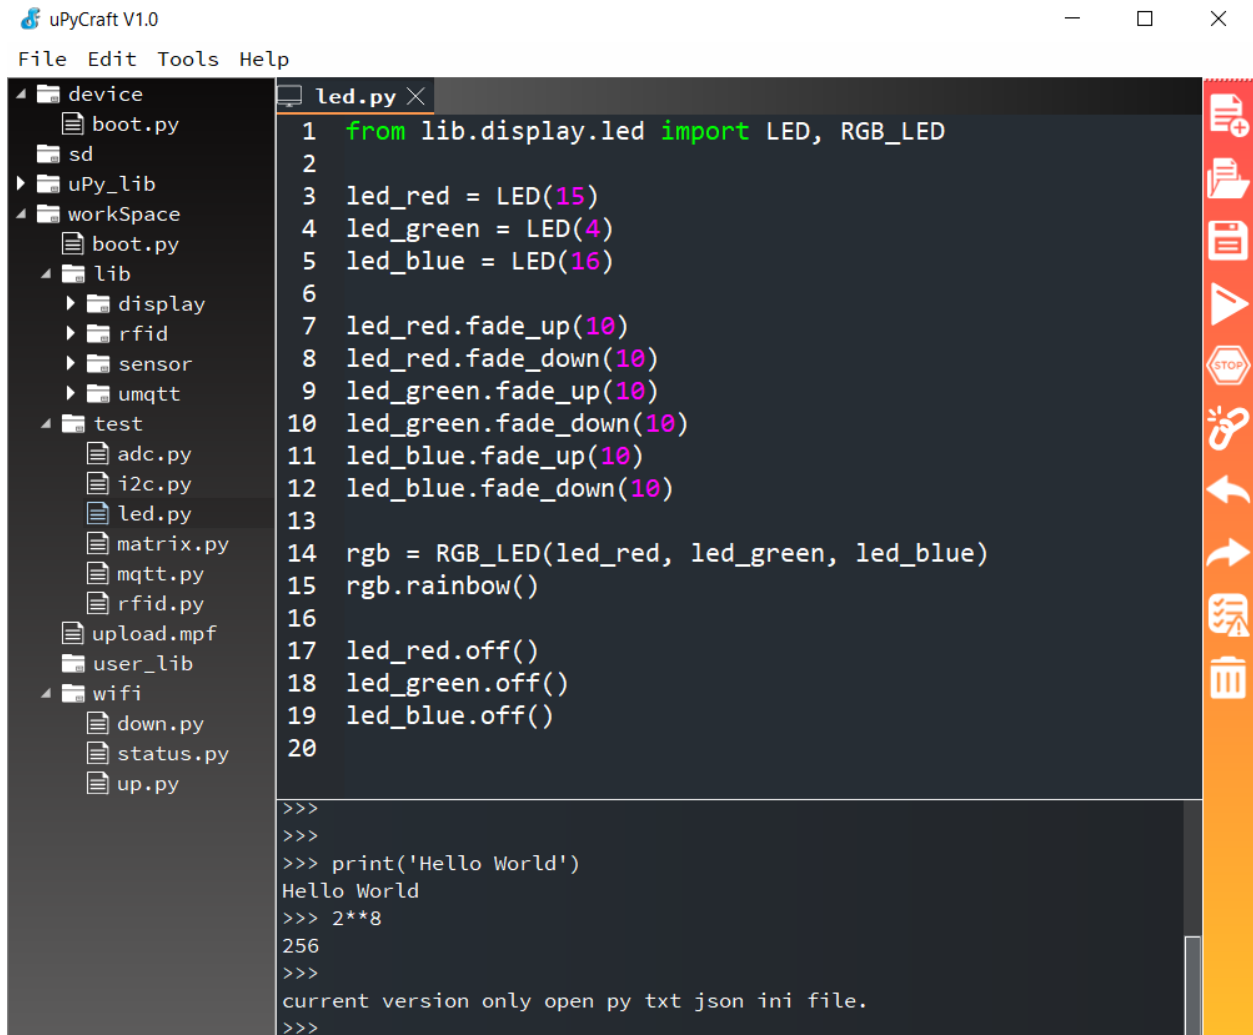 uPyCraft V1.0
File Edit Tools Help
device
boot.py
sd
uPy_lib
workSpace
boot.py
lib
display
rfid
sensor
umqtt
test
adc.py
i2c.py
led.py
matrix.py
mqtt.py
rfid.py
upload.mpf
user_lib
wifi
down.py
status.py
up.py
led.py
1 from lib.display.led import LED, RGB_LED
2
3 led_red = LED(15)
4 led_green = LED(4)
5 led_blue = LED(16)
6
7 led_red.fade_up(10)
8 led_red.fade_down(10)
9 led_green.fade_up(10)
10 led_green.fade_down(10)
11 led_blue.fade_up(10)
12 led_blue.fade_down(10)
13
14 rgb = RGB_LED(led_red, led_green, led_blue)
15 rgb.rainbow()
16
17 led_red.off()
18 led_green.off()
19 led_blue.off()
20
>>>
>>>
>>> print('Hello World')
Hello World
>>> 2**8
256
>>>
current version only open py txt json ini file.
>>>
STOP